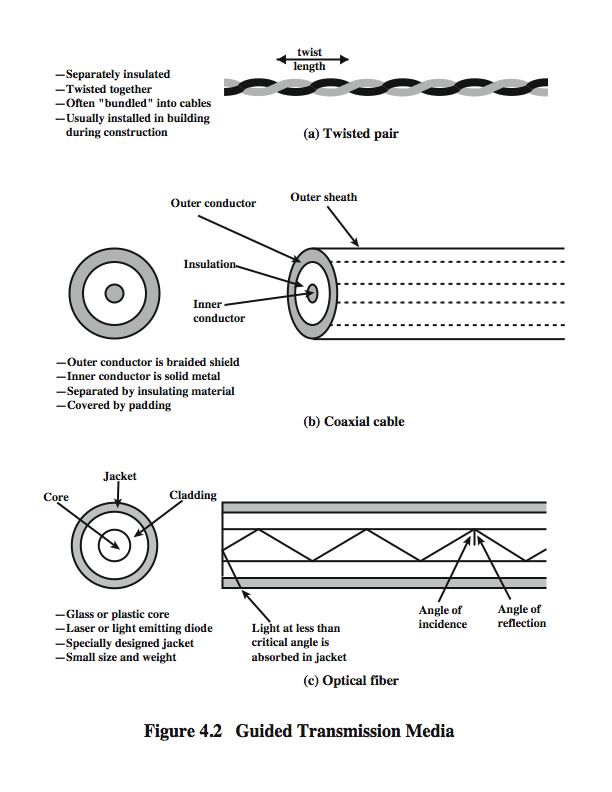 twist
length
—Separately insulated
—Twisted together
—Often "bundled" into cables
—Usually installed in building
during construction
(a) Twisted pair
Outer conductor
Outer sheath
Insulation
Inner
conductor
—Outer conductor is braided shield
—Inner conductor is solid metal
—Separated by insulating material
—Covered by padding
(b) Coaxial cable
Jacket
Core
Cladding
Angle of
incidence
Angle of
reflection
—Glass or plastic core
—Laser or light emitting diode
—Specially designed jacket
—Small size and weight
Light at less than
critical angle is
absorbed in jacket
(c) Optical fiber
Figure 4.2 Guided Transmission Media